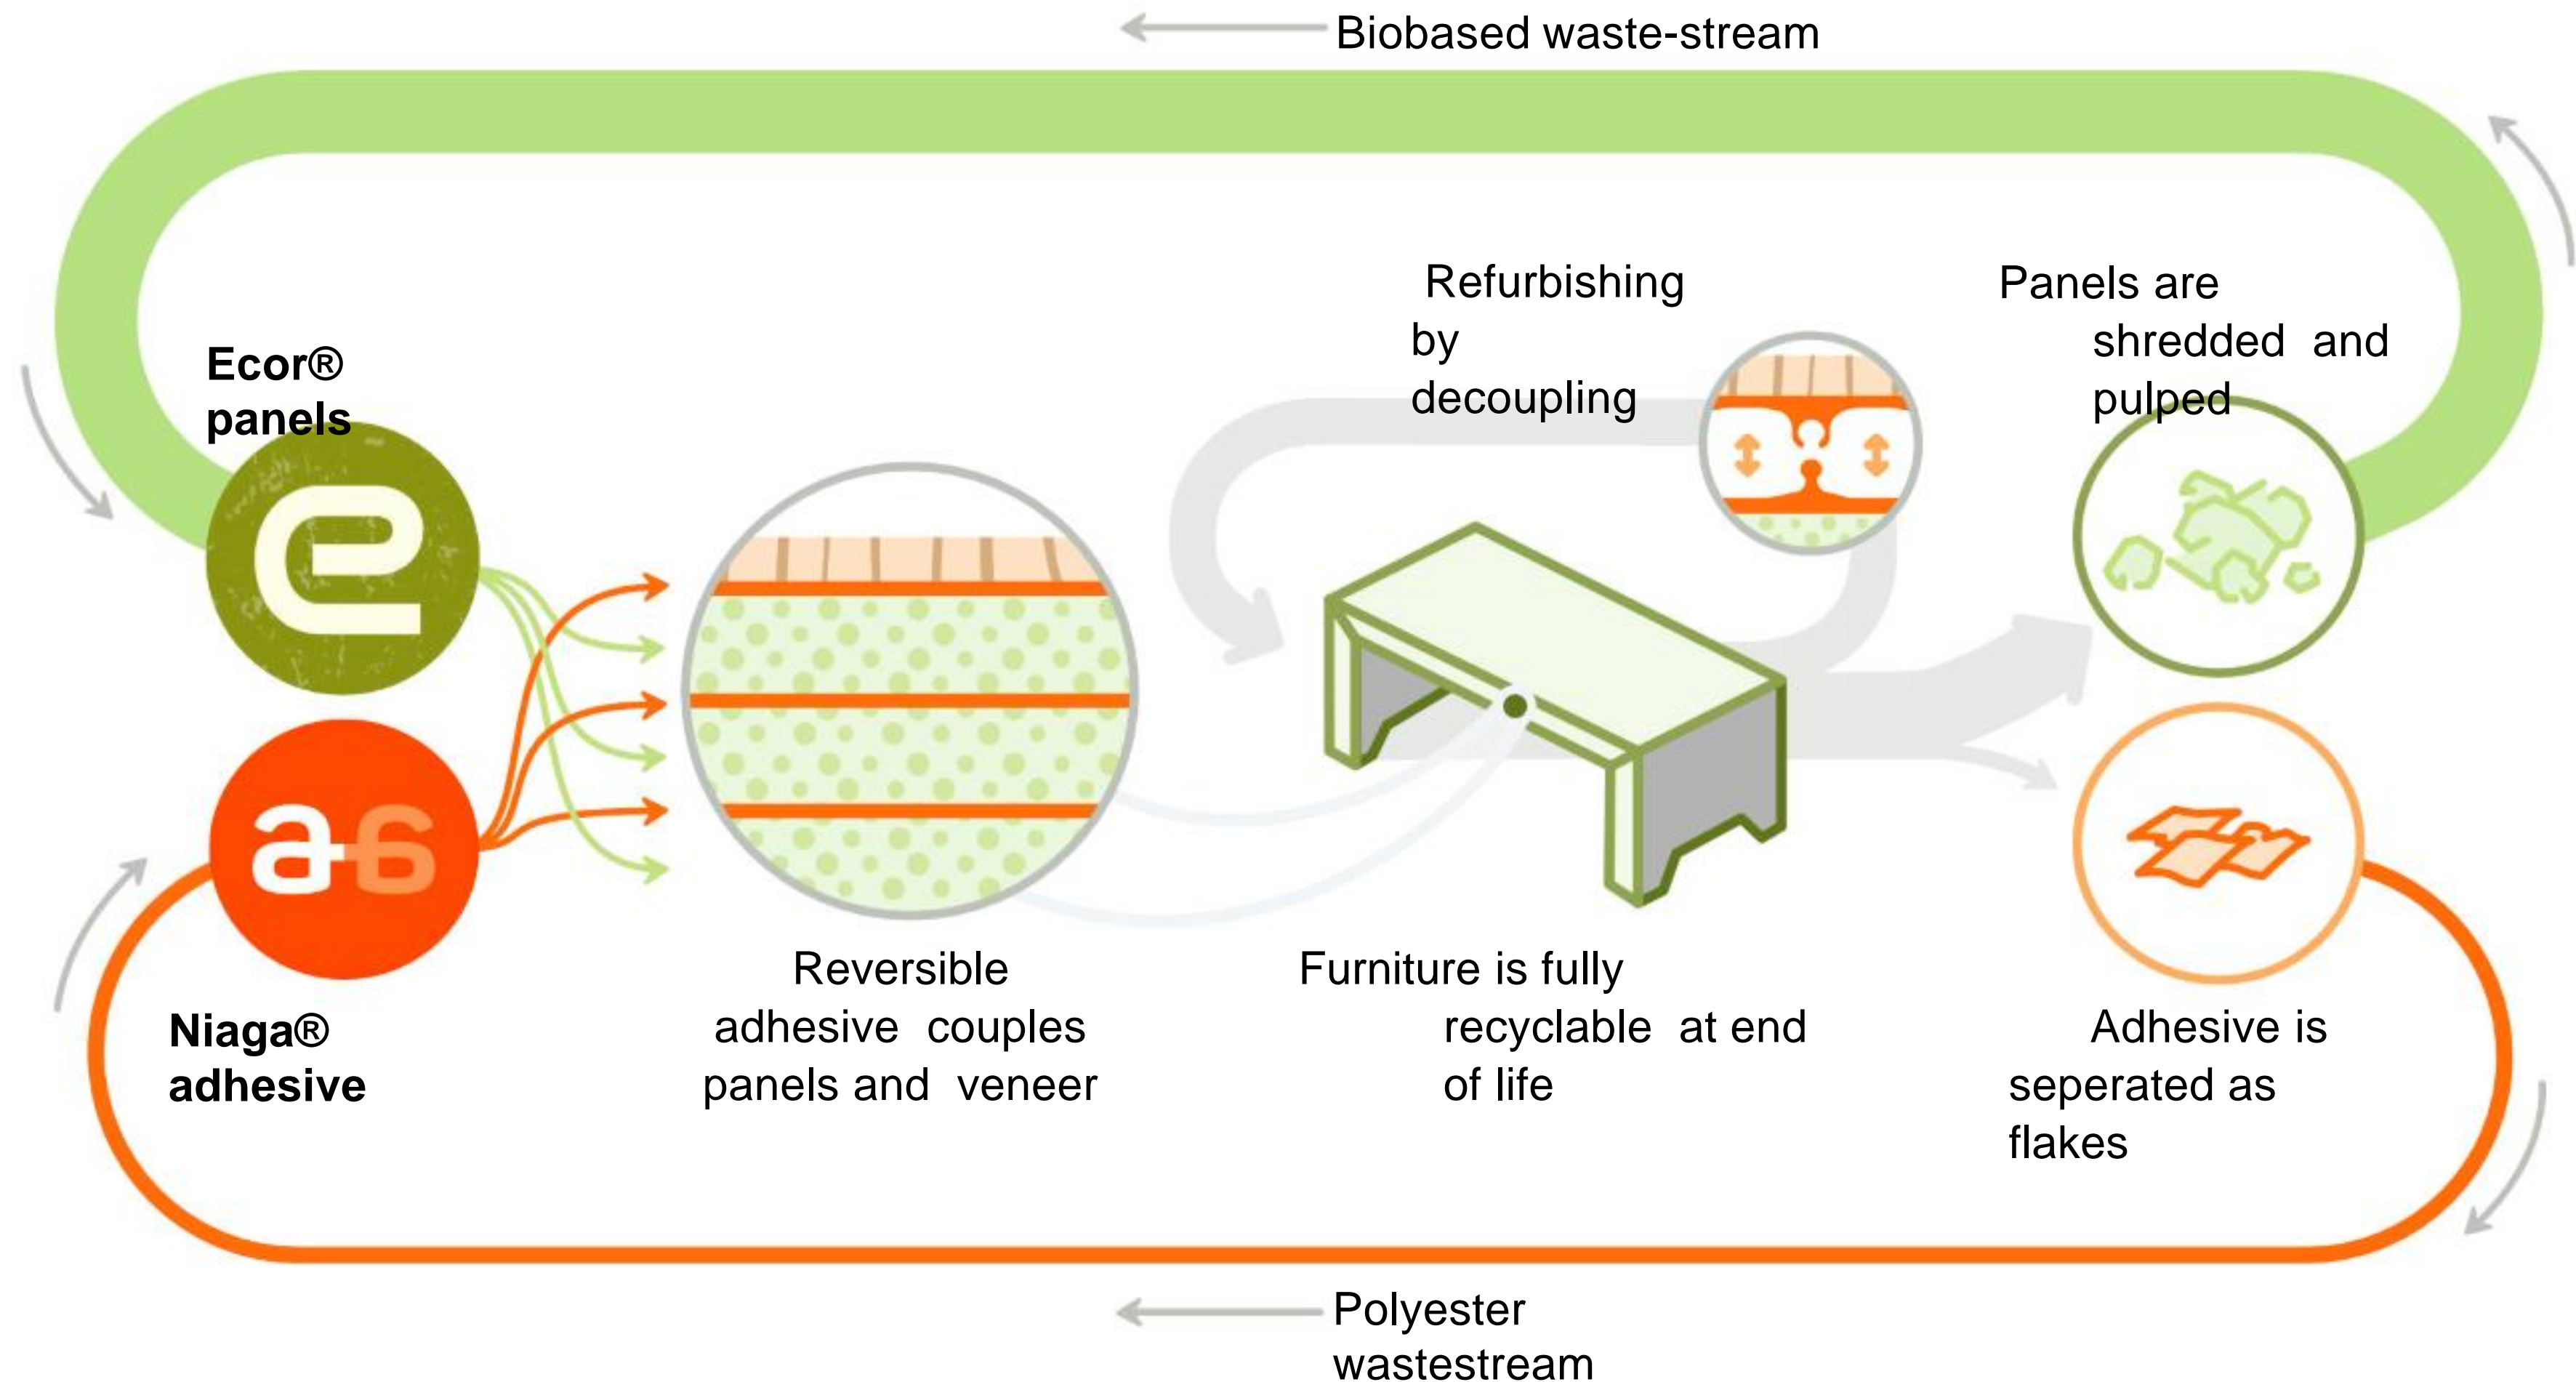 Biobased waste-stream
Refurbishing
by
decoupling
Panels are
shredded and
pulped
Ecor®
panels
e
a
Niaga®
adhesive
Reversible
adhesive couples
panels and veneer
Furniture is fully
recyclable at end
of life
Adhesive is
seperated as
flakes
Polyester
wastestream